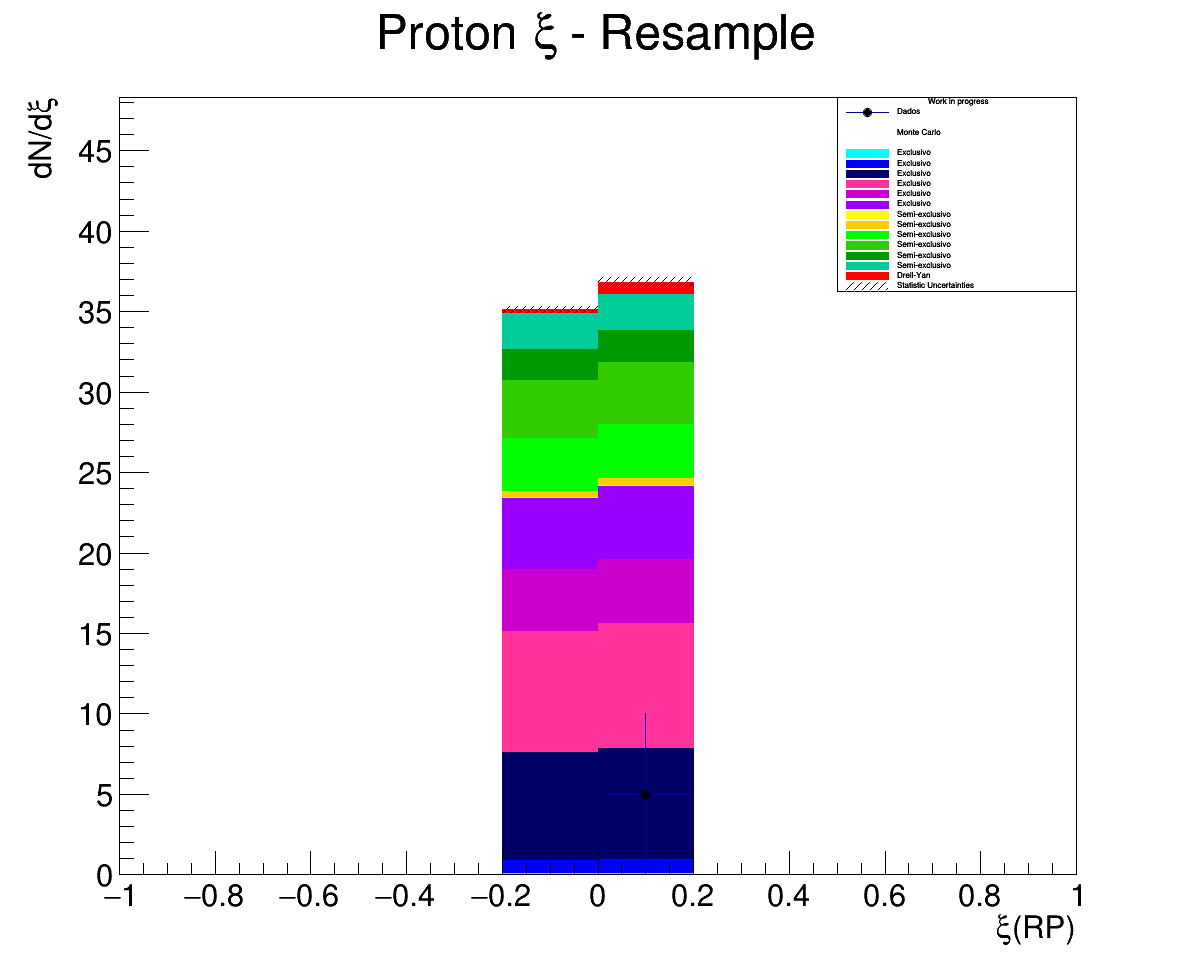 Proton ξ - Resample
dN/dξ
Work in progress
Dados
Monte Carlo
Exclusivo
Exclusivo
Exclusivo
Exclusivo
Exclusivo
Exclusivo
Semi-exclusivo
Semi-exclusivo
Semi-exclusivo
Semi-exclusivo
Semi-exclusivo
Semi-exclusivo
Drell-Yan
Statistic Uncertainties
45
40
35
30
25
20
15
10
5
0
−1 −0.8 −0.6 −0.4 −0.2 0 0.2 0.4 0.6 0.8 1
ξ(RP)